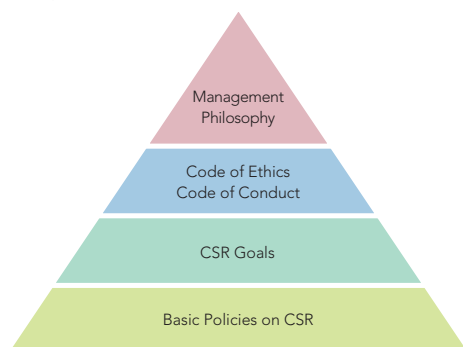 Management
Philosophy
Code of Ethics
Code of Conduct
CSR Goals
Basic Policies on CSR